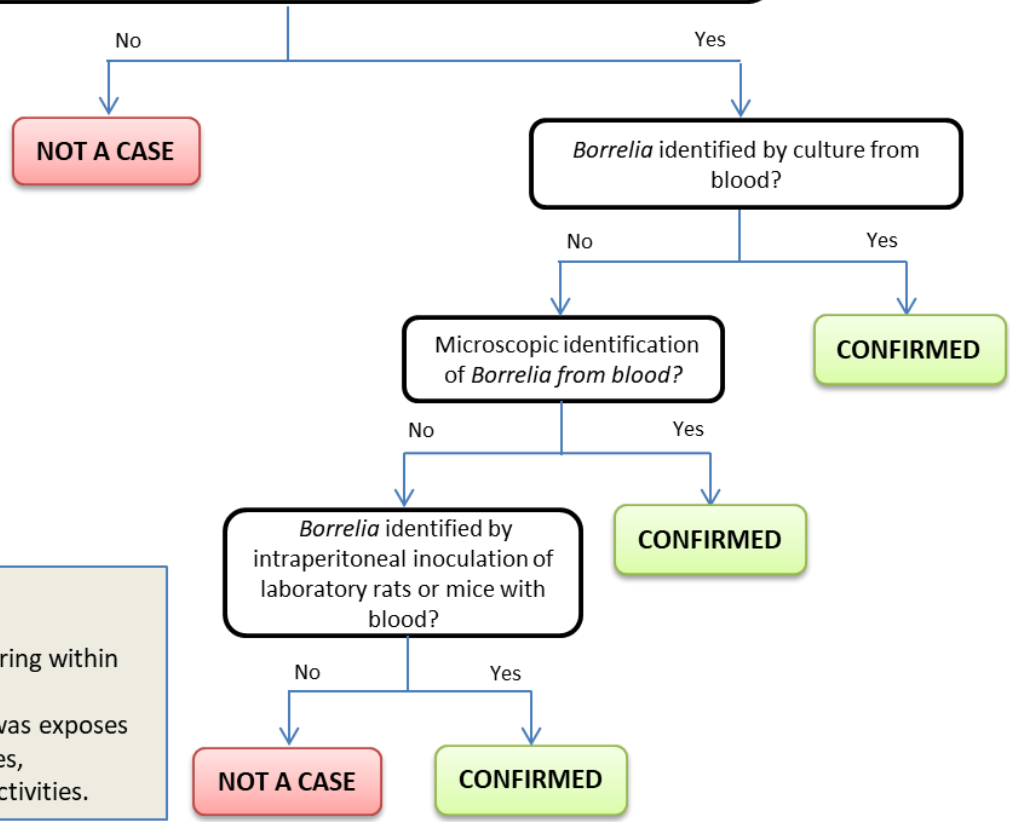 No
Yes
NOT A CASE
Borrelia identified by culture from
blood?
No
Yes
Microscopic identification
of Borrelia from blood?
CONFIRMED
No
Yes
Borrelia identified by
intraperitoneal inoculation of
laboratory rats or mice with
blood?
CONFIRMED
ring within
was exposes
es,
ctivities.
No
Yes
NOT A CASE
CONFIRMED